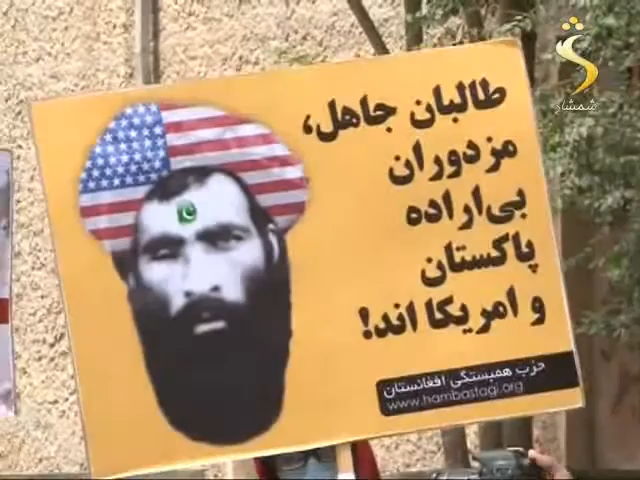 شمشاد
طالبان جاهل،
مزدوران
بی‌اراده
پاکستان
و امریکا اند!
حزب همبستگی افغانستان
www.hambastagi.org